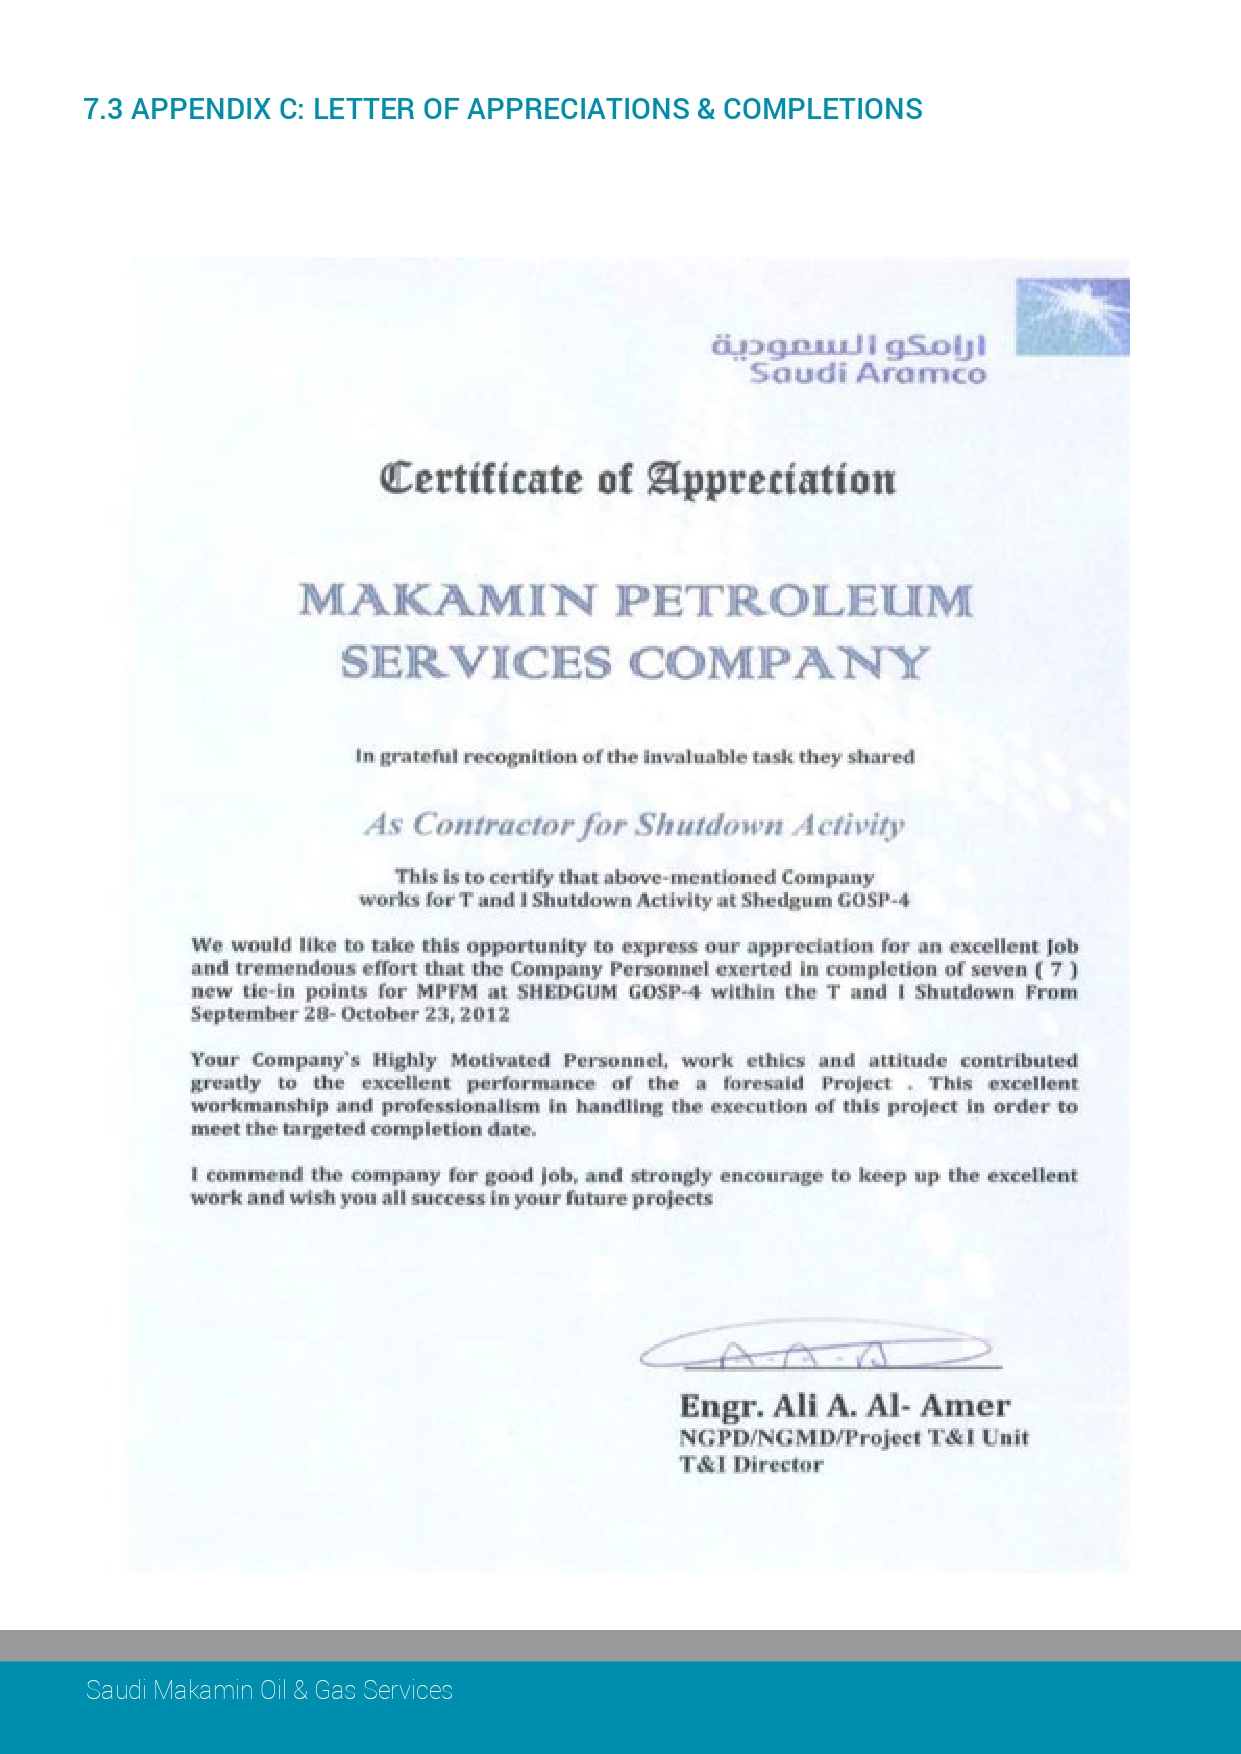 7.3 APPENDIX C: LETTER OF APPRECIATIONS & COMPLETIONS
ارامكو السعودية
Saudi Aramco
Certificate of Appreciation
MAKAMIN PETROLEUM
SERVICES COMPANY
In grateful recognition of the invaluable task they shared
As Contractor for Shutdown Activity
This is to certify that above-mentioned Company
works for T and I Shutdown Activity at Shedgum GOSP-4
We would like to take this opportunity to express our appreciation for an excellent Job
and tremendous effort that the Company Personnel exerted in completion of seven ( 7 )
new tie-in points for MPFM at SHEDGUM GOSP-4 within the T and I Shutdown From
September 28- October 23, 2012
Your Company`s Highly Motivated Personnel, work ethics and attitude contributed
greatly to the excellent performance of the a foresaid Project . This excellent
workmanship and professionalism in handling the execution of this project in order to
meet the targeted completion date.
I commend the company for good job, and strongly encourage to keep up the excellent
work and wish you all success in your future projects
A.A.A
Engr. Ali A. Al- Amer
NGPD/NGMD/Project T&I Unit
T&I Director
Saudi Makamin Oil & Gas Services